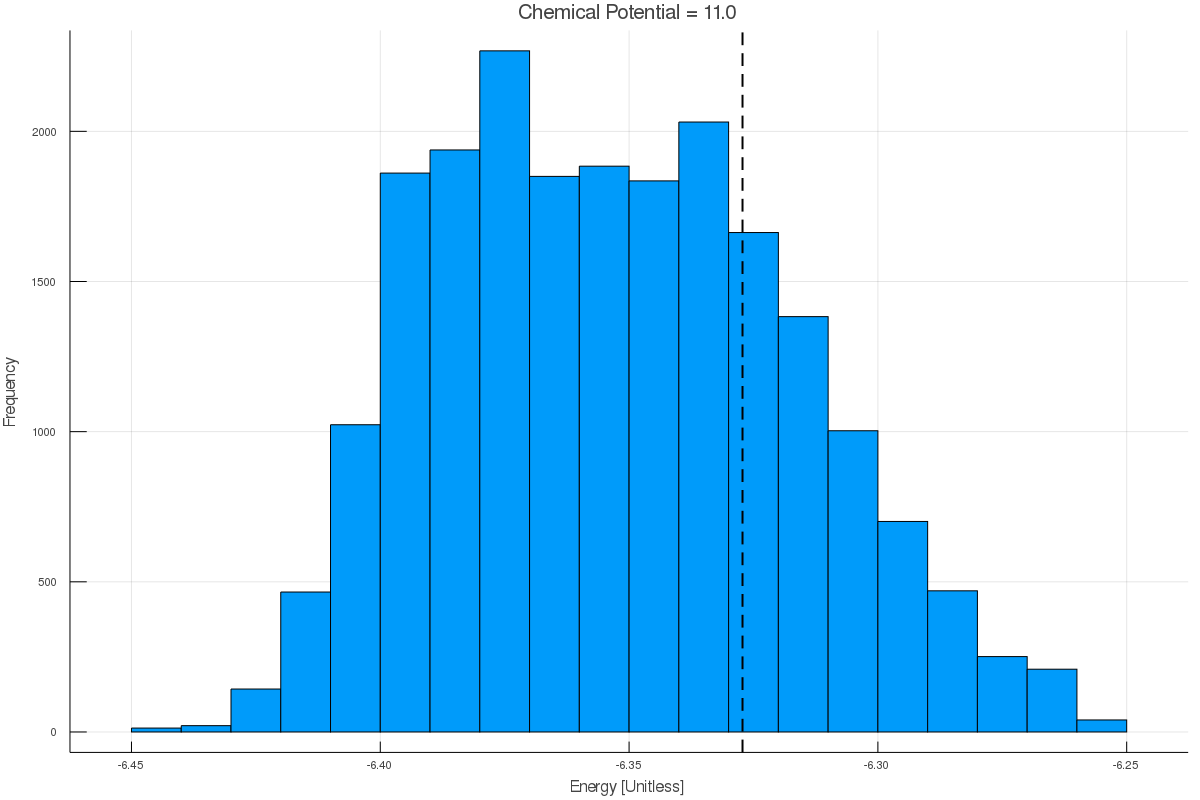 Chemical Potential = 11.0
2000
1500
1000
500
0
Frequency
-6.45 -6.40 -6.35 -6.30 -6.25
Energy [Unitless]